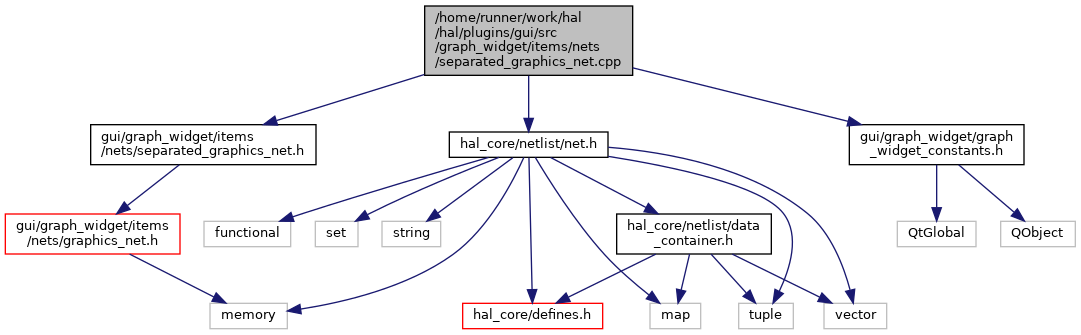 /home/runner/work/hal
/hal/plugins/gui/src
/graph_widget/items/nets
/separated_graphics_net.cpp
gui/graph_widget/items
/nets/separated_graphics_net.h
hal_core/netlist/net.h
gui/graph_widget/graph
_widget_constants.h
gui/graph_widget/items
/nets/graphics_net.h
functional
set
string
hal_core/netlist/data
_container.h
QtGlobal
QObject
memory
hal_core/defines.h
map
tuple
vector